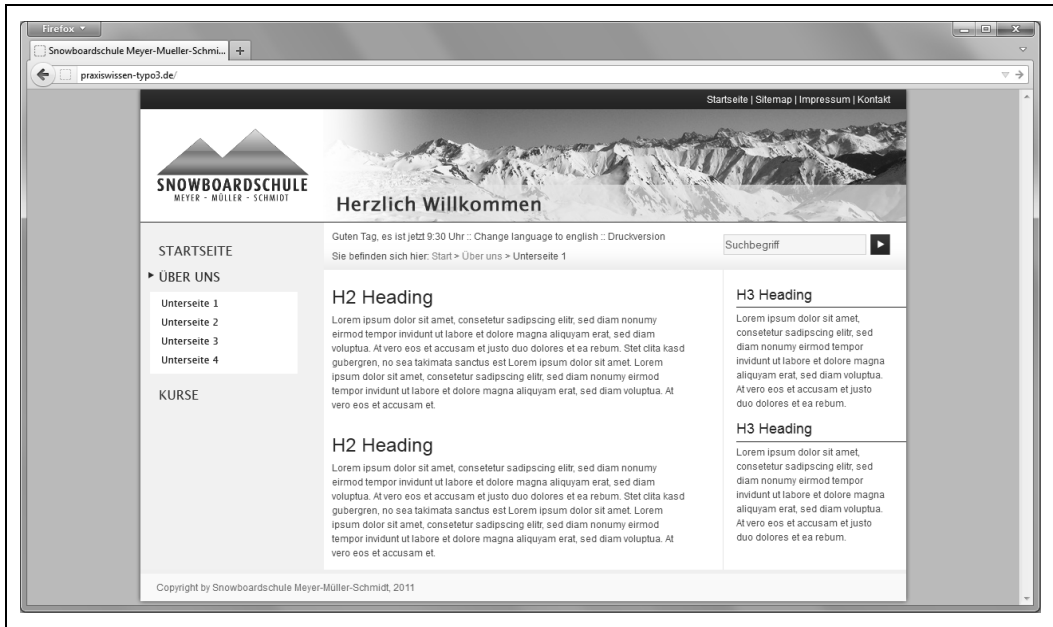 Firefox
Snowboardschule Meyer-Mueller-Schmi...
praxiswissen-typo3.de/
Startseite | Sitemap | Impressum | Kontakt
SNOWBOARDSCHULE
MEYER - MÜLLER - SCHMIDT
Herzlich Willkommen
STARTSEITE
ÜBER UNS
Unterseite 1
Unterseite 2
Unterseite 3
Unterseite 4
KURSE
Guten Tag, es ist jetzt 9:30 Uhr :: Change language to english :: Druckversion
Sie befinden sich hier: Start > Über uns > Unterseite 1
Suchbegriff
H2 Heading
Lorem ipsum dolor sit amet, consetetur sadipscing elitr, sed diam nonumy
eirmod tempor invidunt ut labore et dolore magna aliquyam erat, sed diam
voluptua. At vero eos et accusam et justo duo dolores et ea rebum. Stet clita kasd
gubergren, no sea takimata sanctus est Lorem ipsum dolor sit amet. Lorem
ipsum dolor sit amet, consetetur sadipscing elitr, sed diam nonumy eirmod
tempor invidunt ut labore et dolore magna aliquyam erat, sed diam voluptua. At
vero eos et accusam et.
H2 Heading
Lorem ipsum dolor sit amet, consetetur sadipscing elitr, sed diam nonumy
eirmod tempor invidunt ut labore et dolore magna aliquyam erat, sed diam
voluptua. At vero eos et accusam et justo duo dolores et ea rebum. Stet clita kasd
gubergren, no sea takimata sanctus est Lorem ipsum dolor sit amet. Lorem
ipsum dolor sit amet, consetetur sadipscing elitr, sed diam nonumy eirmod
tempor invidunt ut labore et dolore magna aliquyam erat, sed diam voluptua. At
vero eos et accusam et.
H3 Heading
Lorem ipsum dolor sit amet,
consetetur sadipscing elitr, sed
diam nonumy eirmod tempor
invidunt ut labore et dolore magna
aliquyam erat, sed diam voluptua.
At vero eos et accusam et justo
duo dolores et ea rebum.
H3 Heading
Lorem ipsum dolor sit amet,
consetetur sadipscing elitr, sed
diam nonumy eirmod tempor
invidunt ut labore et dolore magna
aliquyam erat, sed diam voluptua.
At vero eos et accusam et justo
duo dolores et ea rebum.
Copyright by Snowboardschule Meyer-Müller-Schmidt, 2011